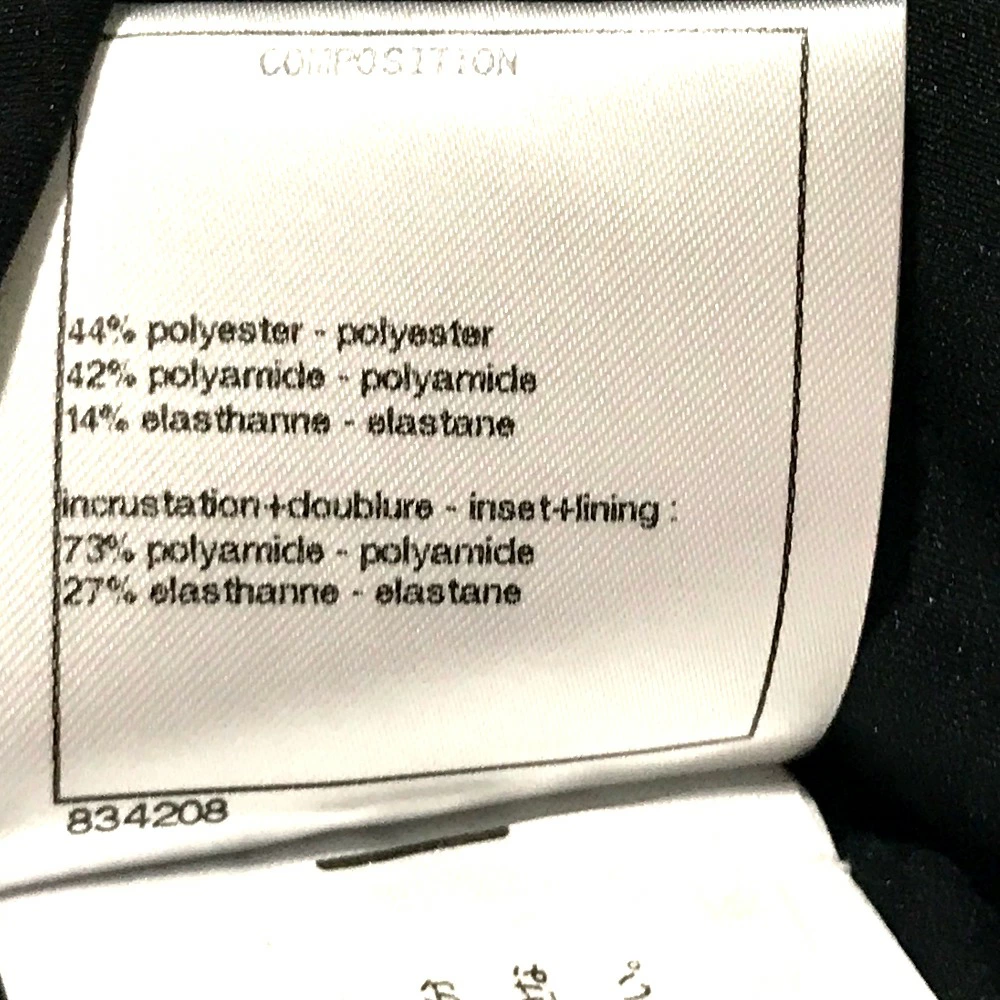 COMPOSITION
44% polyester - polyester
42% polyamide - polyamide
14% elasthanne - elastane
incrustation+doublure - inset+lining :
73% polyamide - polyamide
27% elasthanne - elastane
834208